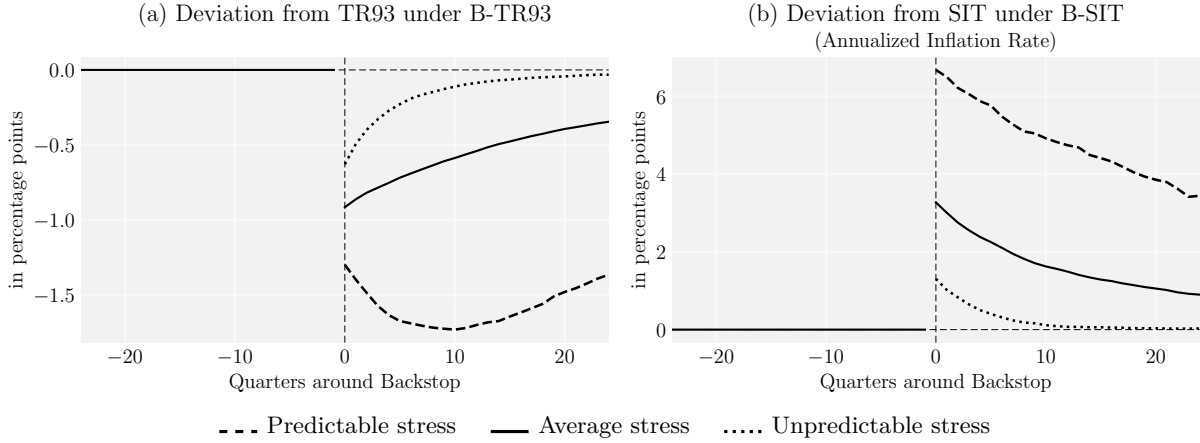 (a) Deviation from TR93 under B-TR93
in percentage points
0.0
−0.5
−1.0
−1.5
−20
−10
0
10
20
Quarters around Backstop
(b) Deviation from SIT under B-SIT
(Annualized Inflation Rate)
in percentage points
6
4
2
0
−20
−10
0
10
20
Quarters around Backstop
Predictable stress
Average stress
Unpredictable stress